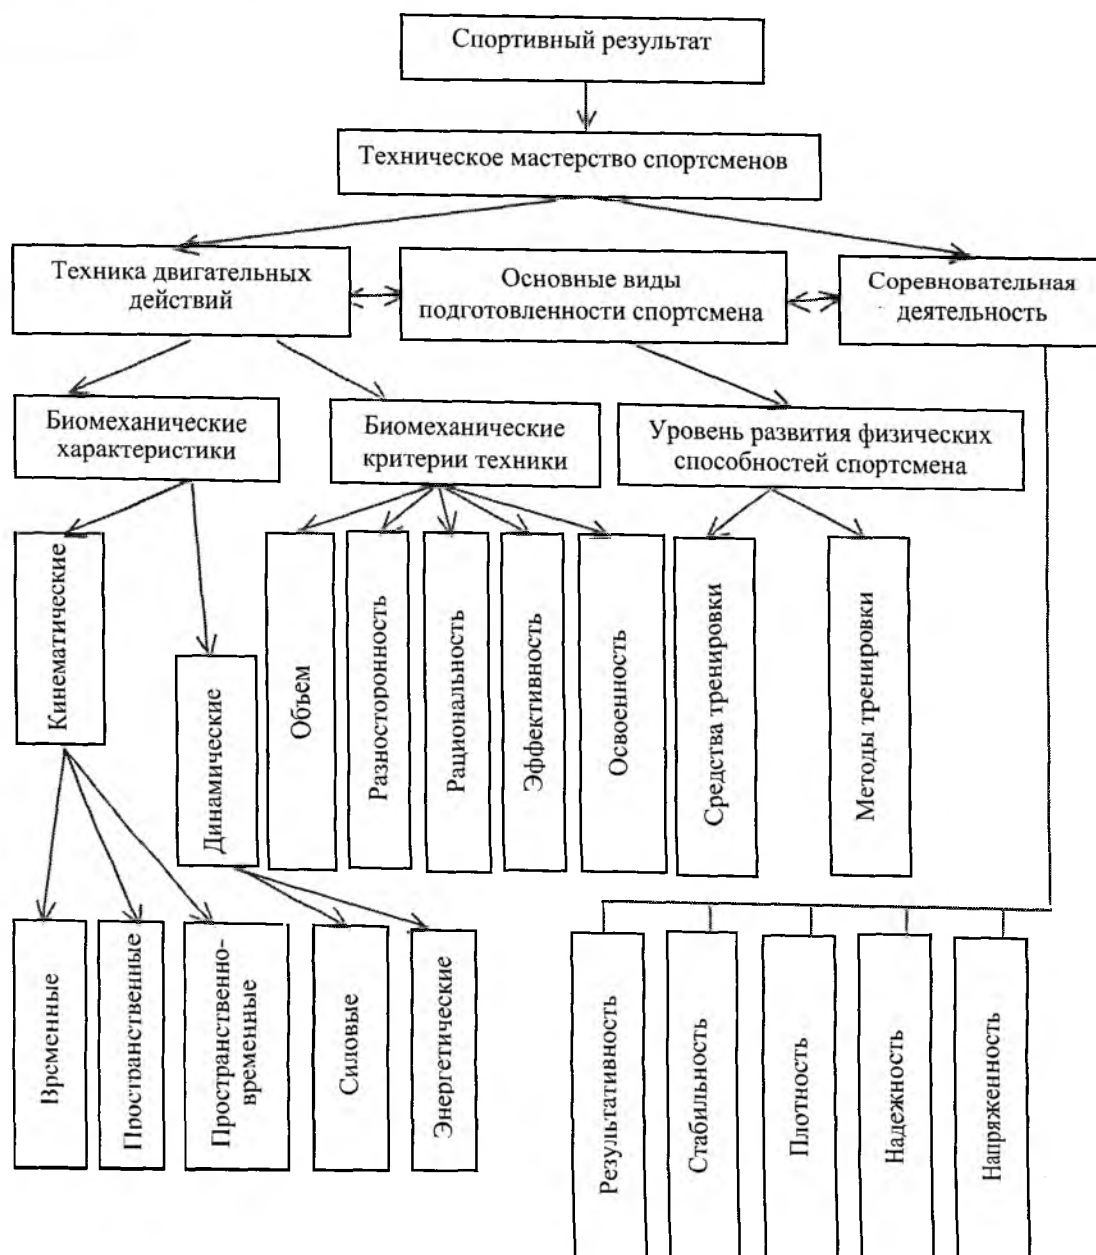 Спортивный результат
Техническое мастерство спортсменов
Техника двигательных
действий
Основные виды
подготовленности спортсмена
Соревновательная
деятельность
Биомеханические
характеристики
Биомеханические
критерии техники
Уровень развития физических
способностей спортсмена
Кинематические
Динамические
Объем
Разносторонность
Рациональность
Эффективность
Освоенность
Средства тренировки
Методы тренировки
Временные
Пространственные
Пространственно-
временные
Силовые
Энергетические
Результативность
Стабильность
Плотность
Надежность
Напряженность